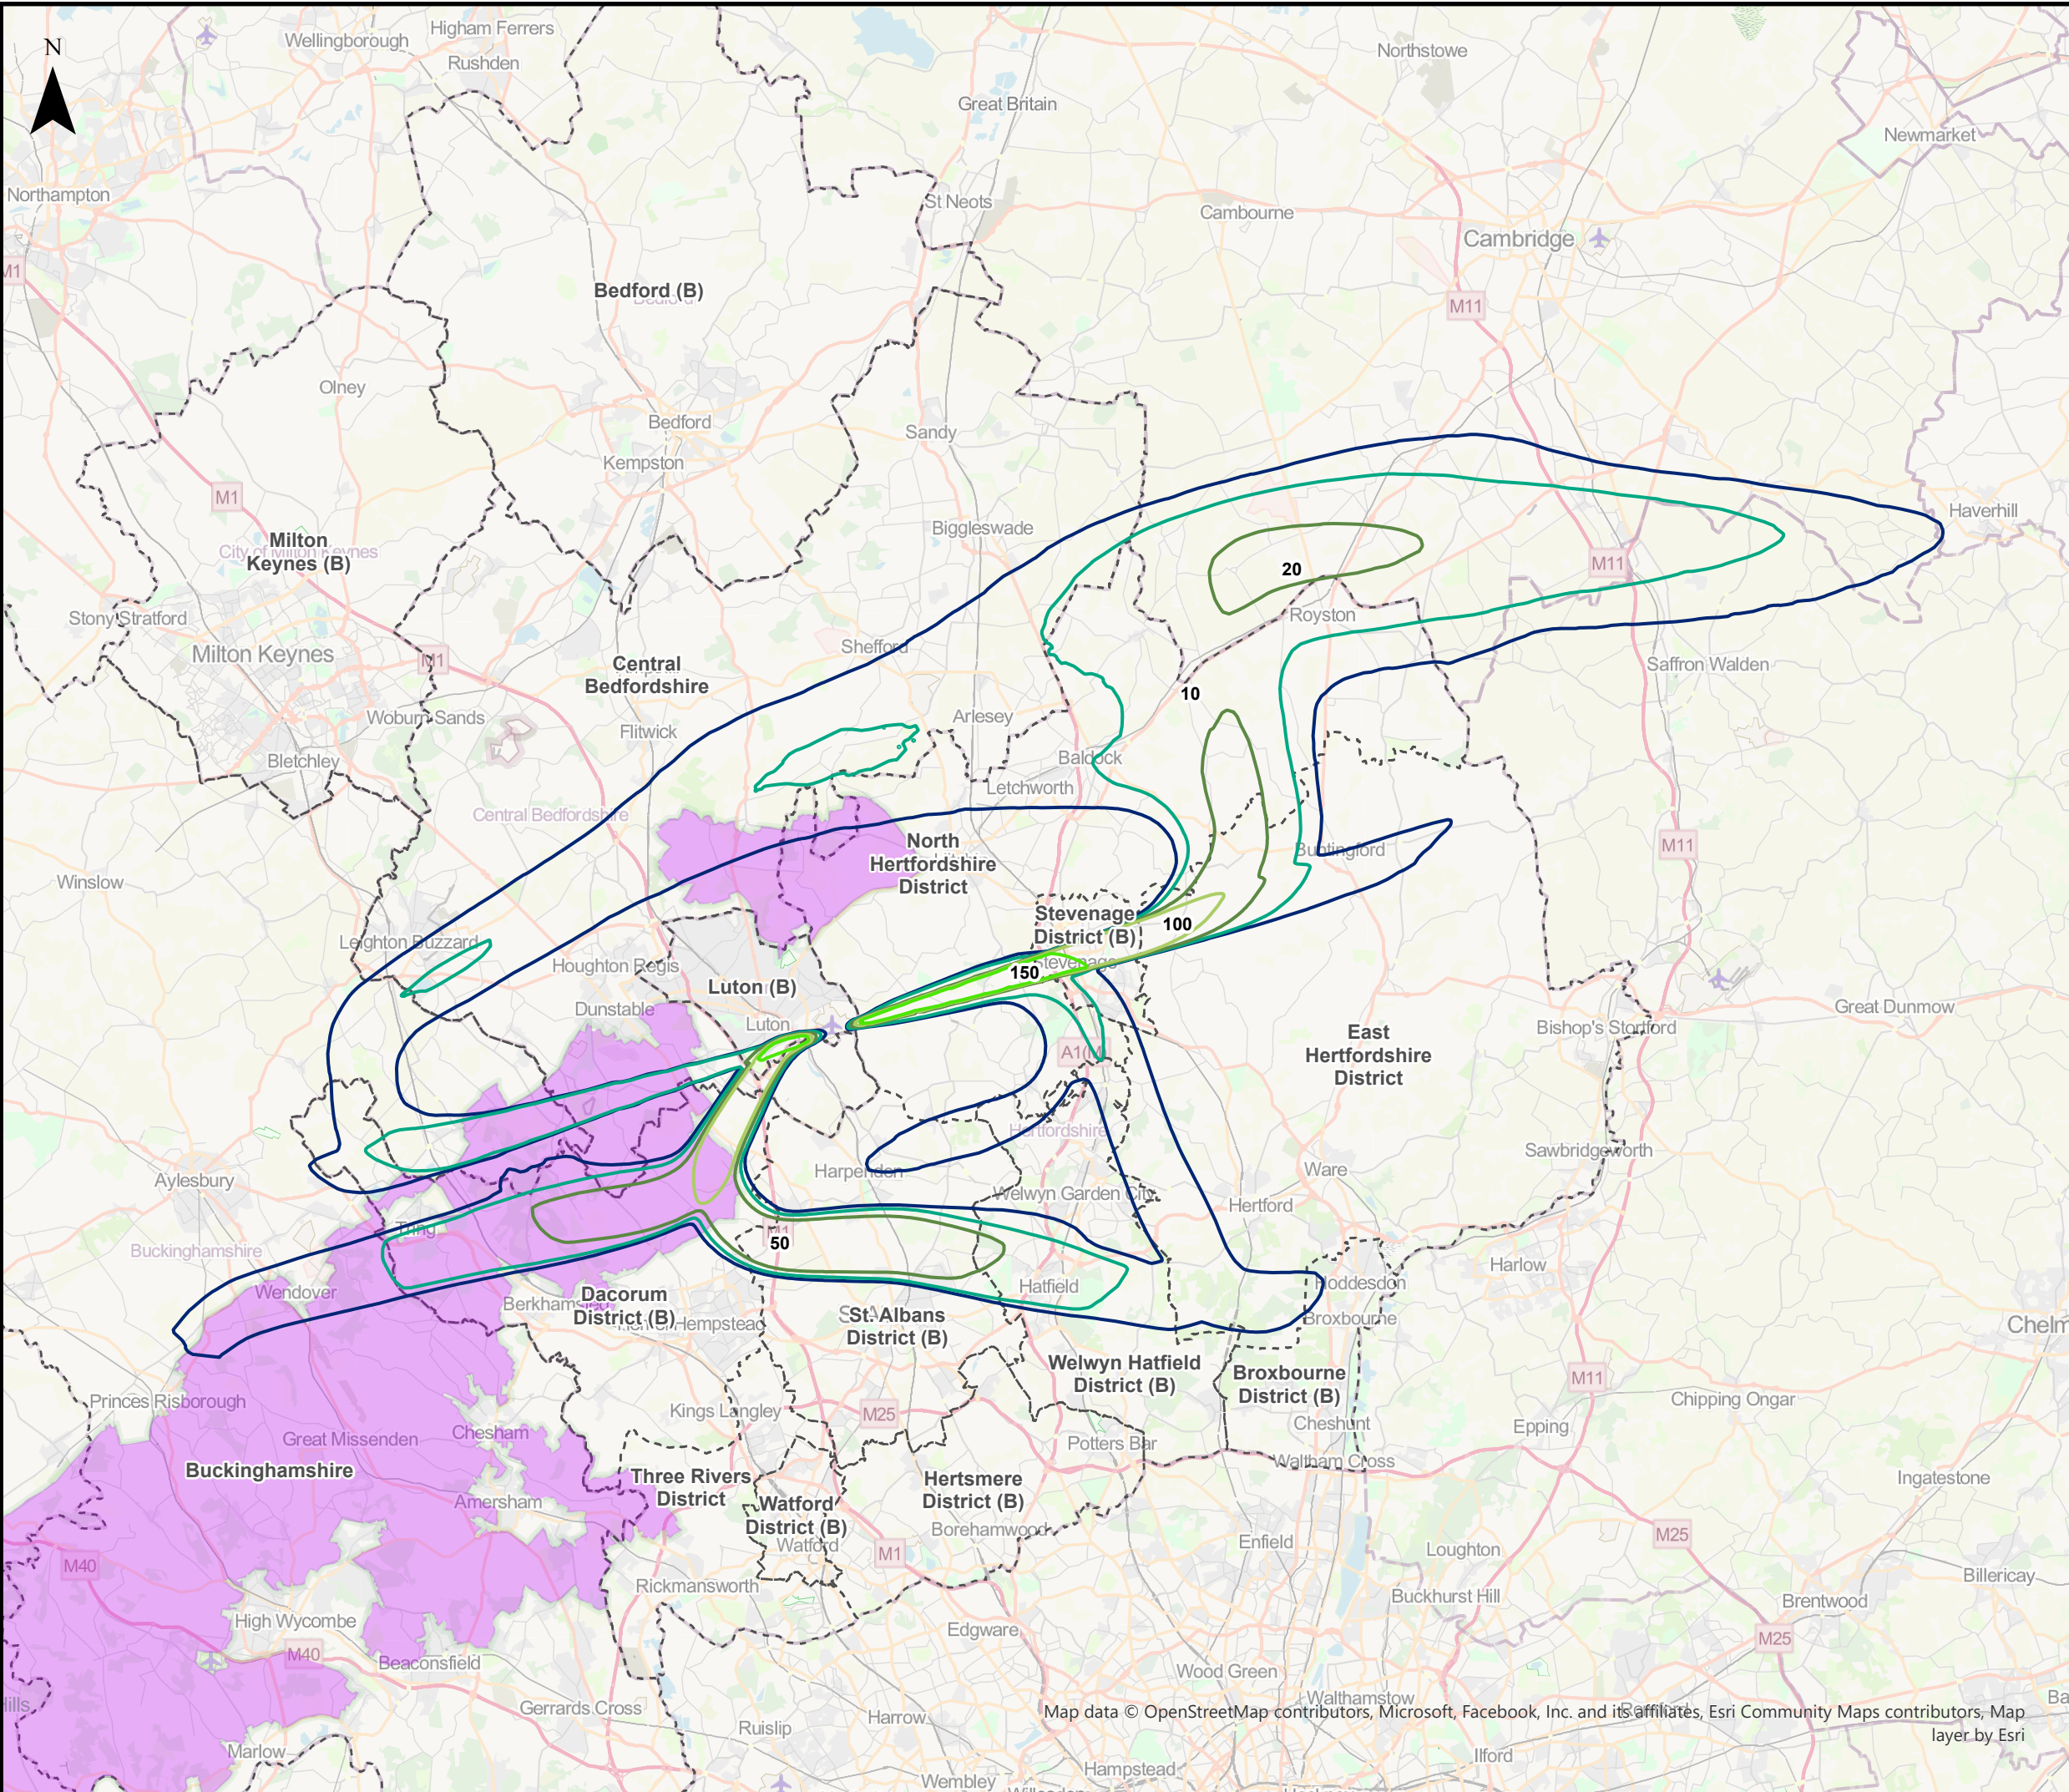 Higham Ferrers
Wellingborough
Rushden
N
Northstowe
Great Britain
Newmarket
Northampton
St Neots
Cambourne
Cambridge
M1
Bedford (B)
M11
Olney
Bedford
Sandy
Kempston
M1
Biggleswade
Haverhill
Milton
Keynes (B)
City of Milton Keynes
M11
20
Stony Stratford
Royston
Shefford
Milton Keynes
M1
Central
Bedfordshire
Saffron Walden
10
Woburn Sands
Arlesey
Flitwick
Baldock
Bletchley
Letchworth
Central Bedfordshire
North
Hertfordshire
District
M11
Buntingford
Winslow
Stevenage
District (B)
100
Leighton Buzzard
Houghton Regis
Stevenage
150
Luton (B)
Dunstable
Great Dunmow
Luton
Bishop's Stortford
East
Hertfordshire
District
A1(M)
Hertfordshire
Sawbridgeworth
Harpenden
Ware
Aylesbury
Welwyn Garden City
Hertford
Tring
M1
Buckinghamshire
50
Harlow
Wendover
Hatfield
Hoddesdon
Berkhamsted
Dacorum
District (B)
Hempstead
St. Albans
District (B)
Broxbourne
Chelm
Welwyn Hatfield
District (B)
Broxbourne
District (B)
M11
Princes Risborough
Kings Langley
M25
Chipping Ongar
Cheshunt
Epping
Chesham
Great Missenden
Potters Bar
Buckinghamshire
Waltham Cross
Three Rivers
District
Hertsmere
District (B)
Ingatestone
Amersham
Watford
District (B)
Watford
Borehamwood
M25
Enfield
M1
Loughton
M40
Billericay
Rickmansworth
Buckhurst Hill
Brentwood
High Wycombe
Edgware
M25
M40
Beaconsfield
Wood Green
Walthamstow
Hills
Gerrards Cross
Harrow
Ruislip
Map data © OpenStreetMap contributors, Microsoft, Facebook, Inc. and its affiliates, Esri Community Maps contributors, Map
layer by Esri
Marlow
Ilford
Hampstead
Wembley